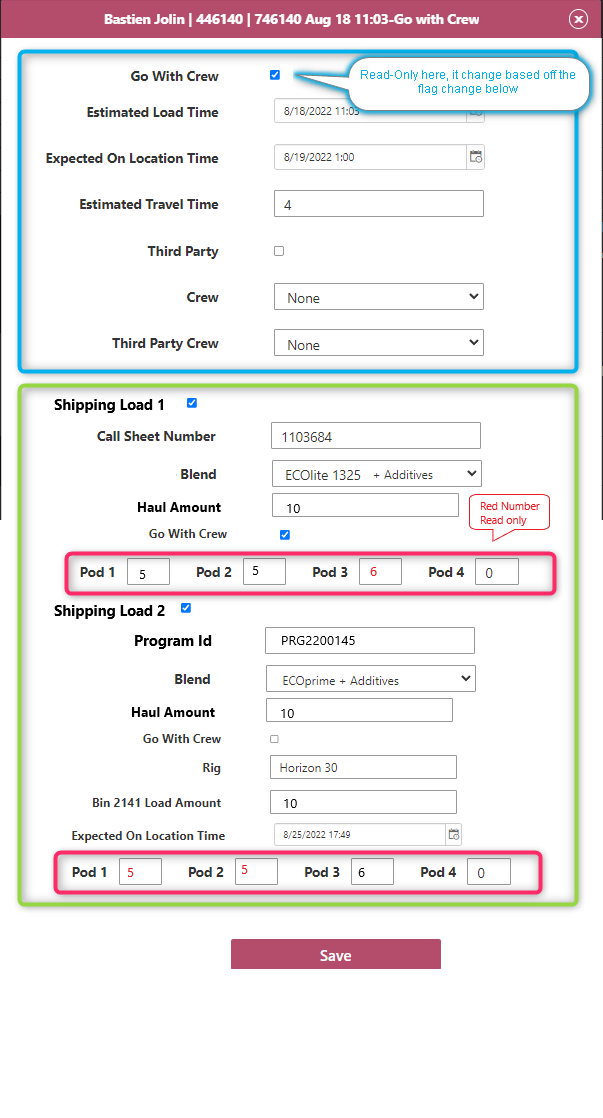 Bastien Jolin | 446140 | 746140 Aug 18 11:03-Go with Crew
Go With Crew
Read-Only here, it change based off the
flag change below
Estimated Load Time 8/18/2022 11:03
Expected On Location Time 8/19/2022 1:00
Estimated Travel Time 4
Third Party
Crew None
Third Party Crew None
Shipping Load 1
Call Sheet Number 1103684
Blend ECOlite 1325 + Additives
Haul Amount 10
Red Number
Read only
Go With Crew
Pod 1 5 Pod 2 5 Pod 3 6 Pod 4 0
Shipping Load 2
Program Id PRG2200145
Blend ECOprime + Additives
Haul Amount 10
Go With Crew
Rig Horizon 30
Bin 2141 Load Amount 10
Expected On Location Time 8/25/2022 17:49
Pod 1 5 Pod 2 5 Pod 3 6 Pod 4 0
Save